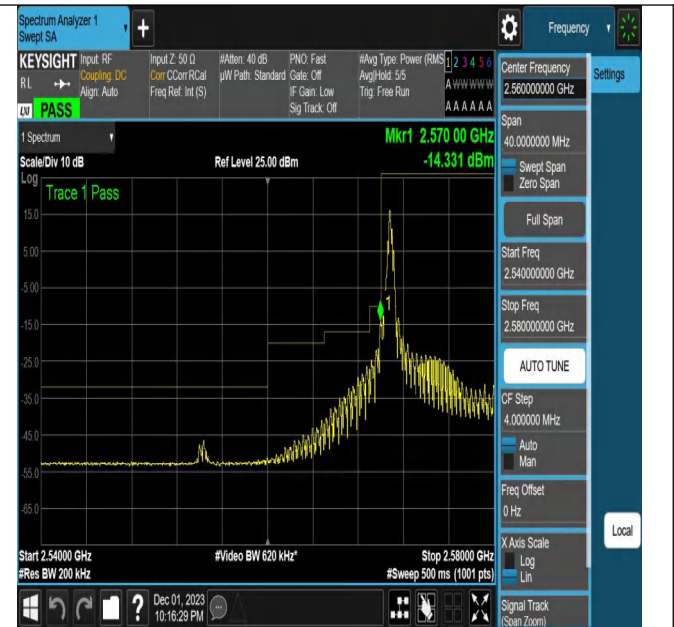 Spectrum Analyzer 1
Swept SA
Frequency
KEYSIGHT
RL
LXI
PASS
Input: RF
Coupling: DC
Align: Auto
Input Z: 50 Ω
Corr CCorr RCal
Freq Ref: Int (S)
#Atten: 40 dB
µW Path: Standard
PNO: Fast
Gate: Off
IF Gain: Low
Sig Track: Off
#Avg Type: Power (RMS
Avg|Hold: 5/5
Trig: Free Run
1 2 3 4 5 6
A W W W W W
A A A A A A
1 Spectrum
Scale/Div 10 dB
Ref Level 25.00 dBm
Mkr1 2.570 00 GHz
-14.331 dBm
Log
Trace 1 Pass
15.0
5.00
-5.00
-15.0
-25.0
-35.0
-45.0
-55.0
-65.0
1
Start 2.54000 GHz
#Res BW 200 kHz
#Video BW 620 kHz*
Stop 2.58000 GHz
#Sweep 500 ms (1001 pts)
Dec 01, 2023
10:16:29 PM
?
Center Frequency
2.560000000 GHz
Settings
Span
40.0000000 MHz
Swept Span
Zero Span
Full Span
Start Freq
2.540000000 GHz
Stop Freq
2.580000000 GHz
AUTO TUNE
CF Step
4.000000 MHz
Auto
Man
Freq Offset
0 Hz
Local
X Axis Scale
Log
Lin
Signal Track
(Span Zoom)